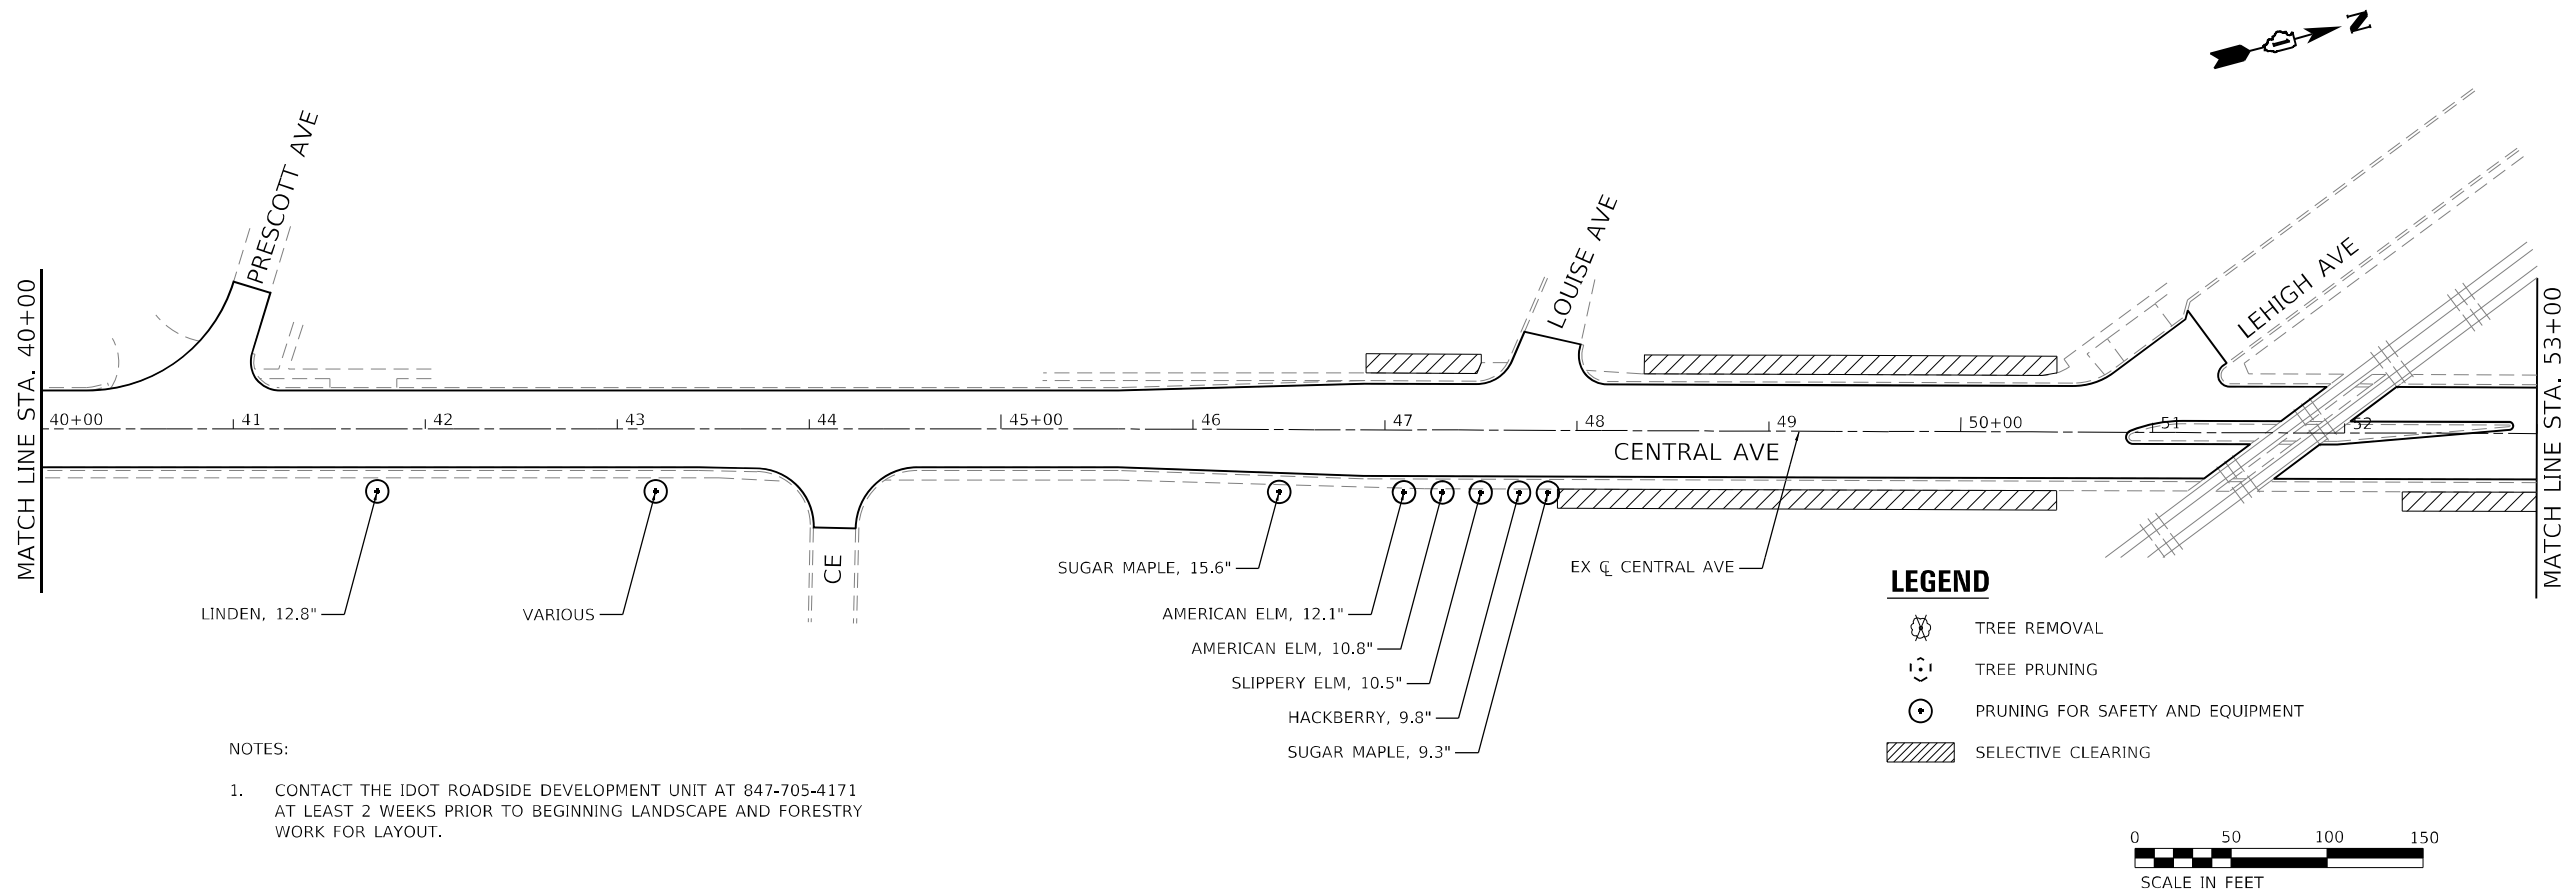 N
PRESCOTT AVE
LOUISE AVE
LEHIGH AVE
MATCH LINE STA. 40+00
MATCH LINE STA. 53+00
40+00 41 42 43 44 45+00 46 47 48 49 50+00 51 52
CENTRAL AVE
CE
SUGAR MAPLE, 15.6"
EX ℄ CENTRAL AVE
LINDEN, 12.8"
VARIOUS
AMERICAN ELM, 12.1"
AMERICAN ELM, 10.8"
SLIPPERY ELM, 10.5"
HACKBERRY, 9.8"
SUGAR MAPLE, 9.3"
LEGEND
TREE REMOVAL
TREE PRUNING
PRUNING FOR SAFETY AND EQUIPMENT
SELECTIVE CLEARING
NOTES:
1. CONTACT THE IDOT ROADSIDE DEVELOPMENT UNIT AT 847-705-4171
AT LEAST 2 WEEKS PRIOR TO BEGINNING LANDSCAPE AND FORESTRY
WORK FOR LAYOUT.
0 50 100 150
SCALE IN FEET